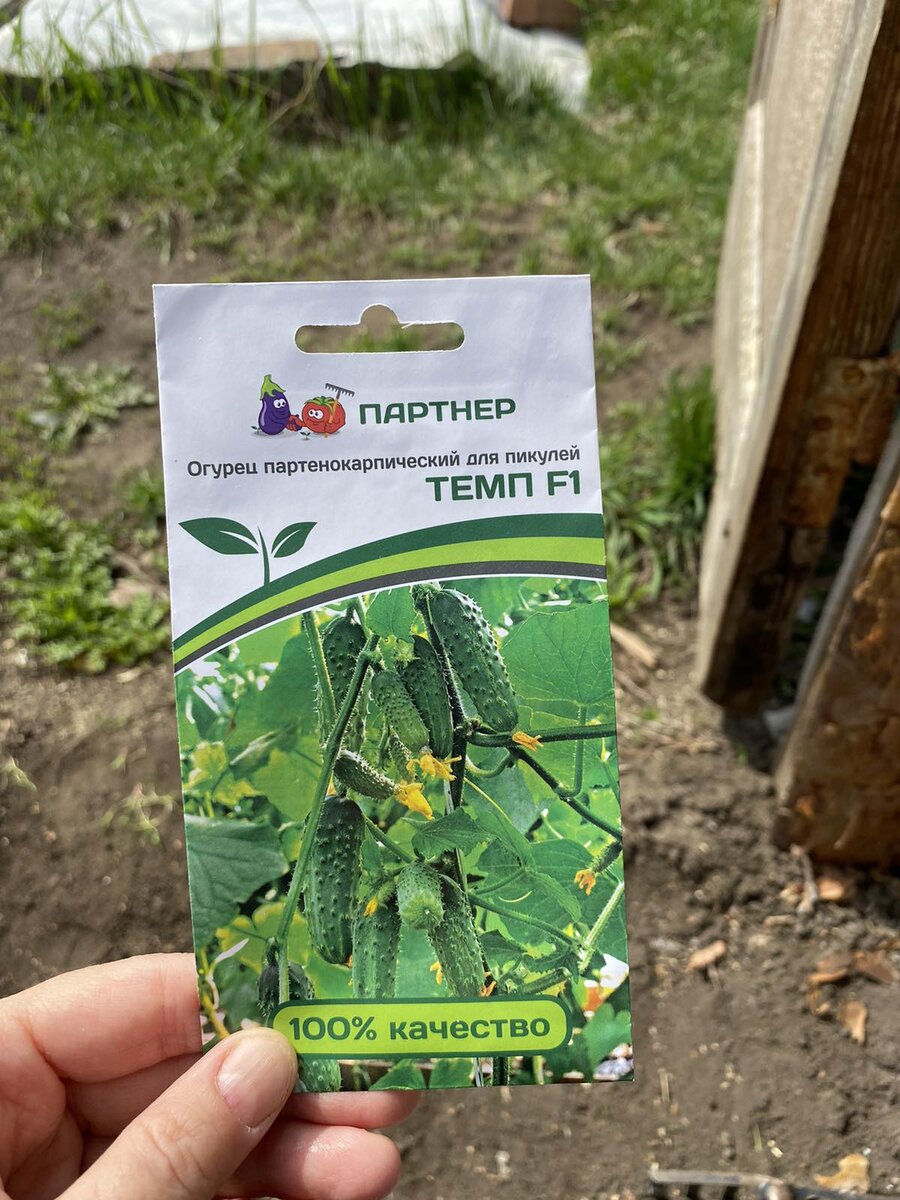 ПАРТНЕР
Огурец партенокарпический для пикулей
ТЕМП F1
100% качество